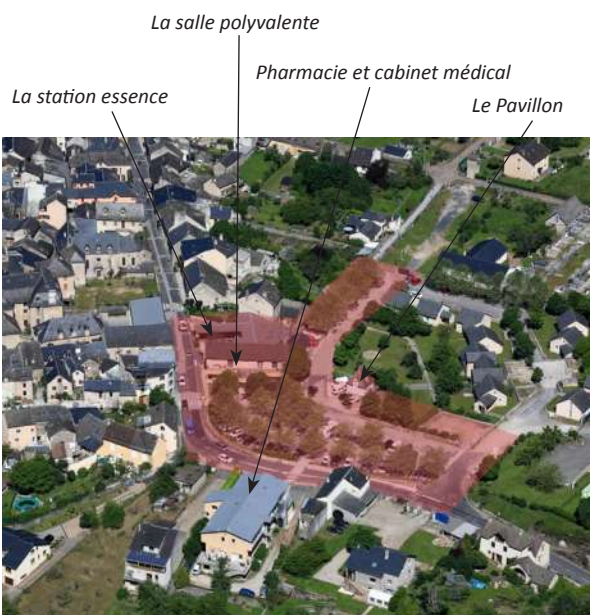 La salle polyvalente
Pharmacie et cabinet médical
La station essence
Le Pavillon